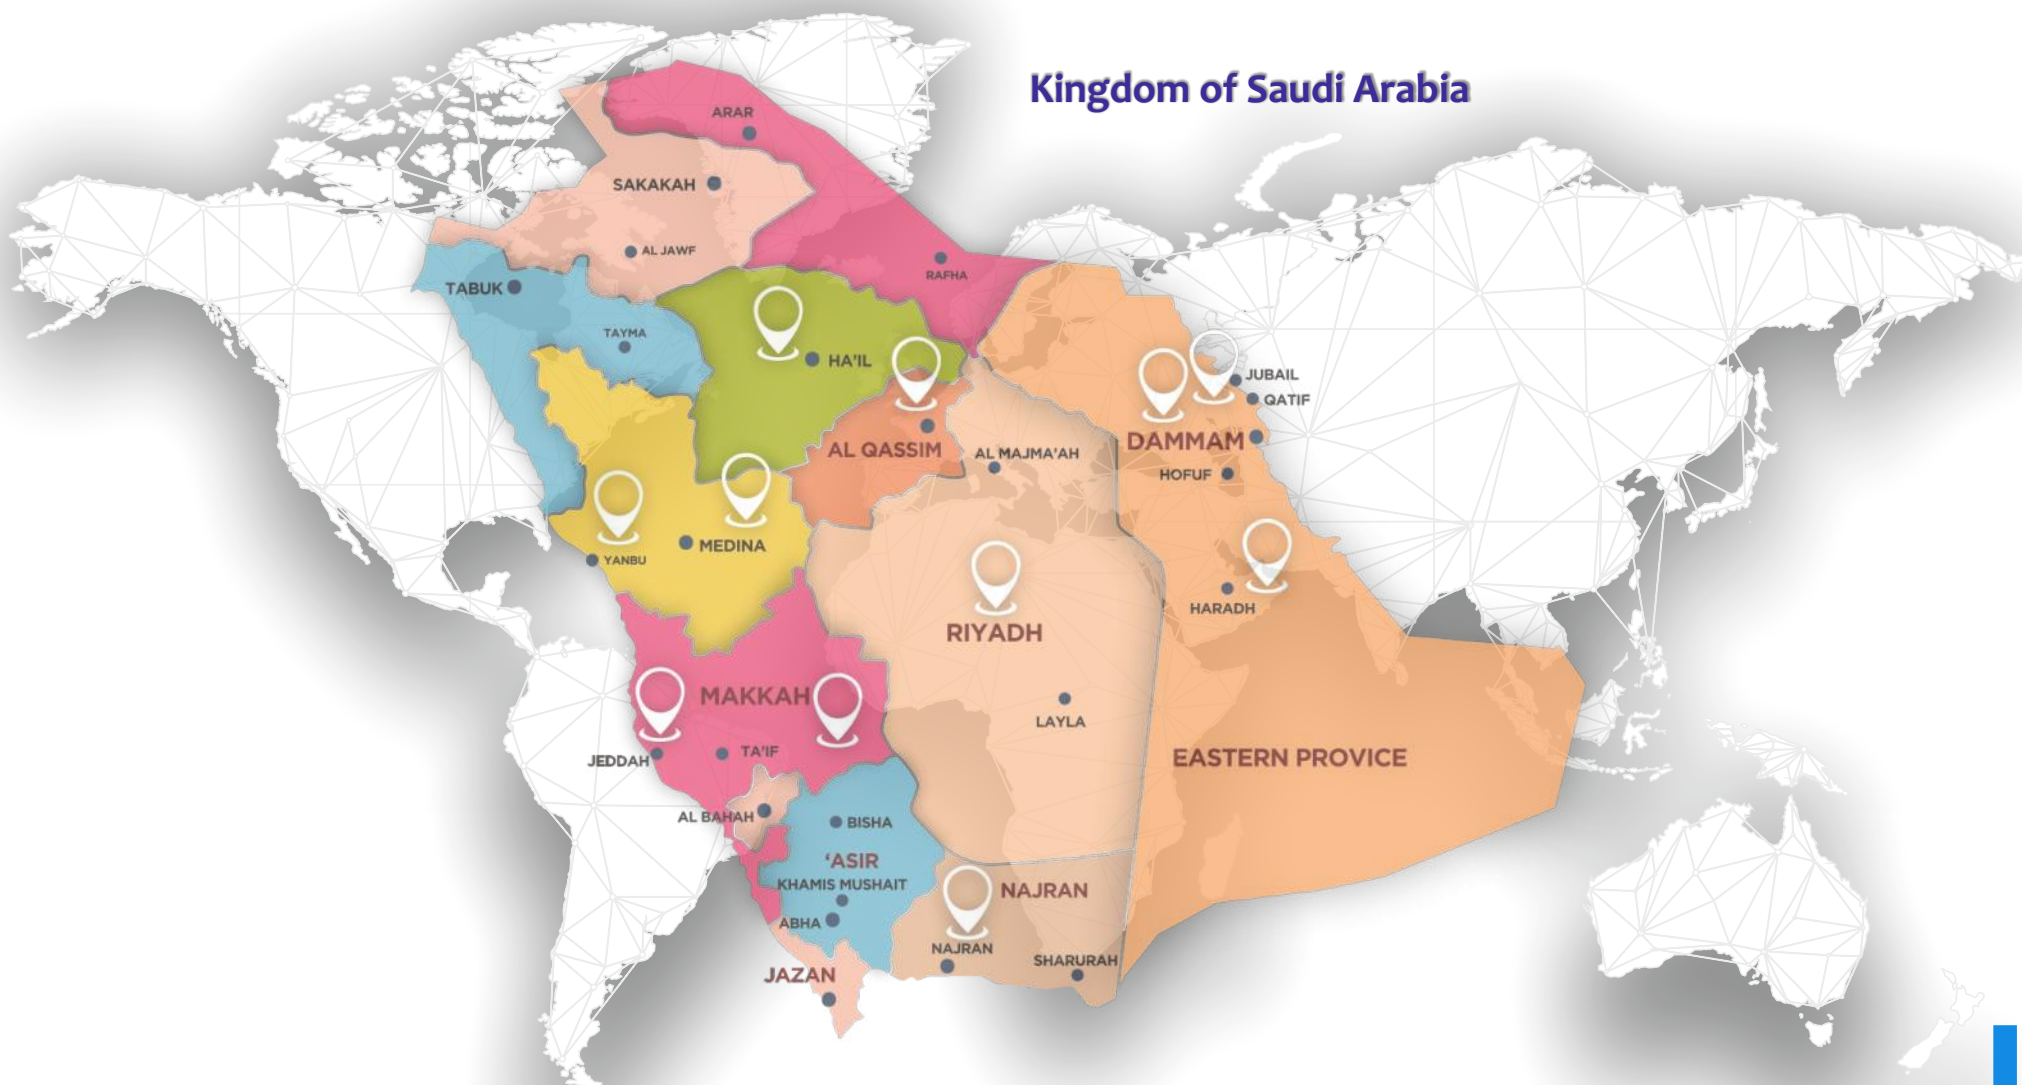 Kingdom of Saudi Arabia
ARAR
SAKAKAH
AL JAWF
RAFHA
TABUK
TAYMA
HA'IL
JUBAIL
QATIF
DAMMAM
AL QASSIM
AL MAJMA'AH
HOFUF
MEDINA
YANBU
HARADH
RIYADH
MAKKAH
LAYLA
TA'IF
JEDDAH
EASTERN PROVICE
AL BAHAH
BISHA
'ASIR
KHAMIS MUSHAIT
NAJRAN
ABHA
NAJRAN
SHARURAH
JAZAN